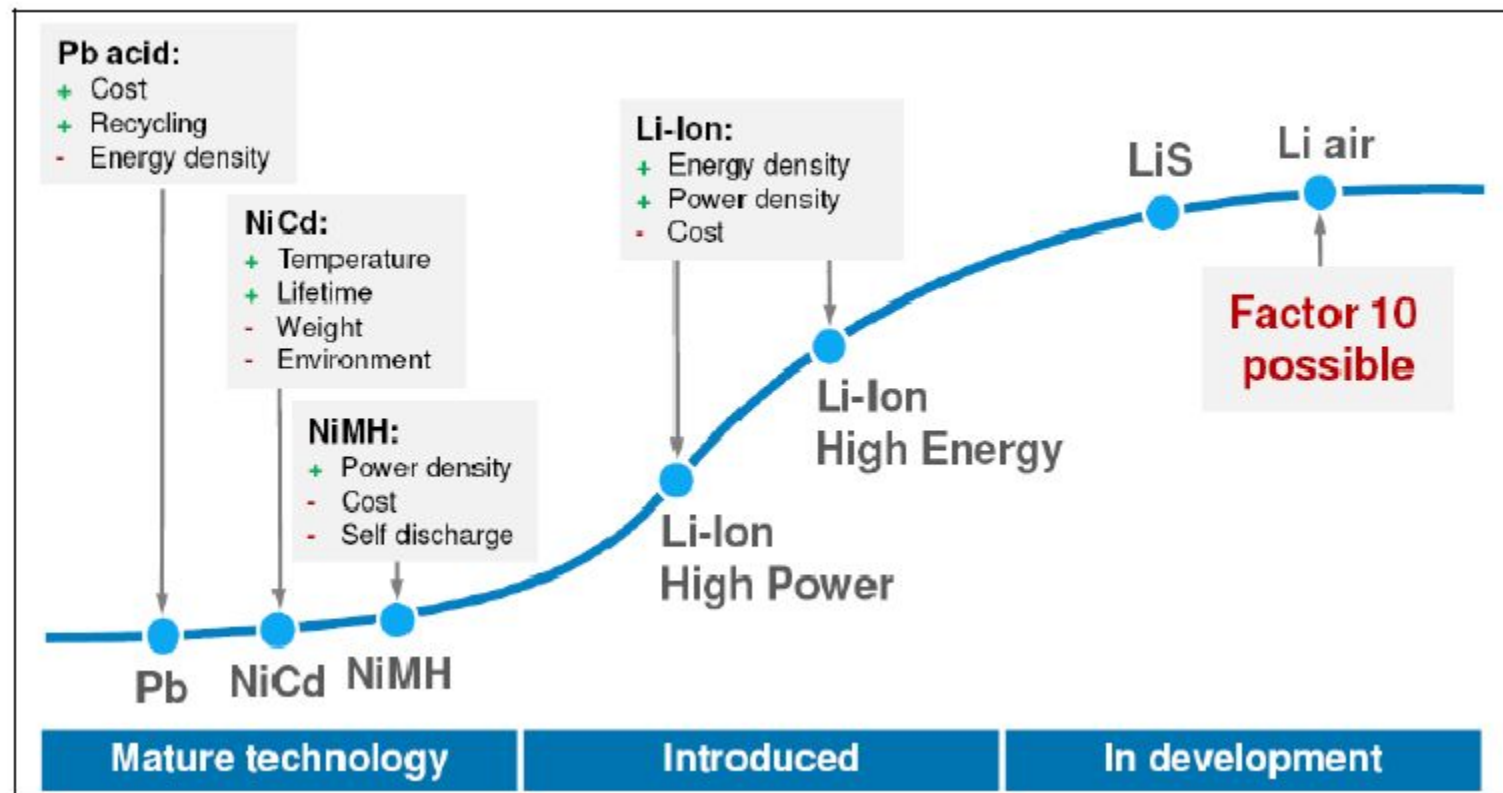 Pb acid:
+ Cost
+ Recycling
- Energy density
NiCd:
+ Temperature
+ Lifetime
- Weight
- Environment
NiMH:
+ Power density
- Cost
- Self discharge
Li-Ion:
+ Energy density
+ Power density
- Cost
LiS
Li air
Factor 10
possible
Li-Ion
High Energy
Li-Ion
High Power
Pb
NiCd
NiMH
Mature technology
Introduced
In development